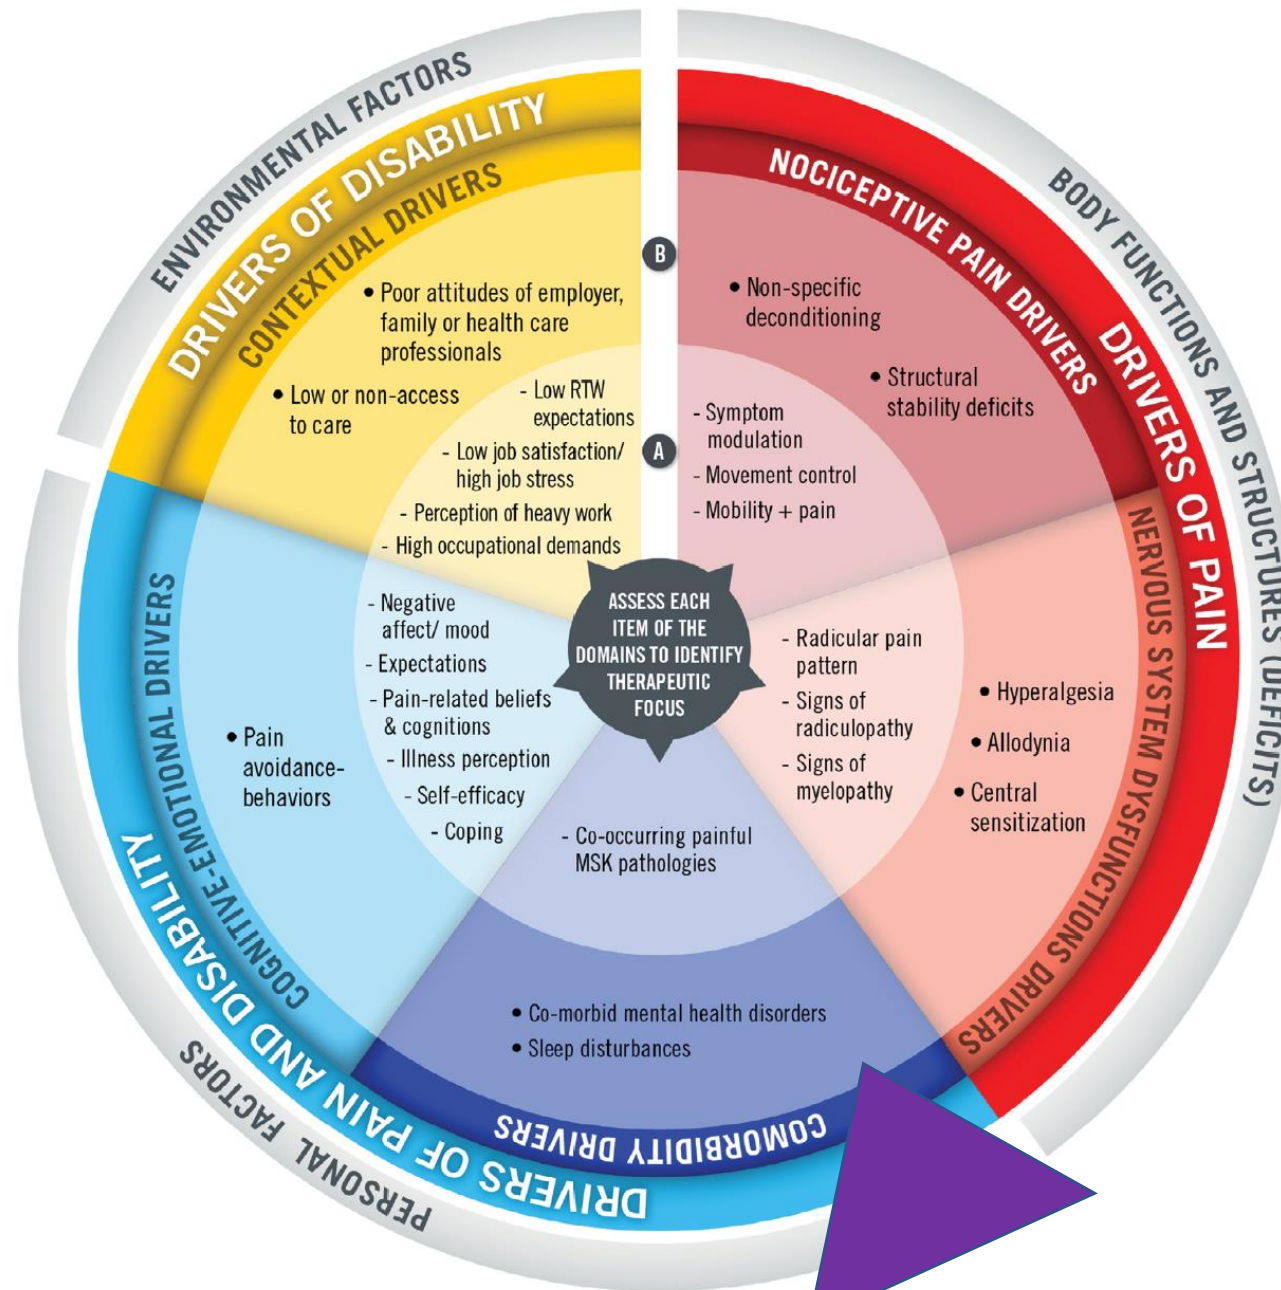 ENVIRONMENTAL FACTORS
DRIVERS OF DISABILITY
CONTEXTUAL DRIVERS
• Poor attitudes of employer,
family or health care
professionals
• Low or non-access
to care
- Low RTW
expectations
- Low job satisfaction/
high job stress
- Perception of heavy work
- High occupational demands
B
A
BODY FUNCTIONS AND STRUCTURES (DEFICITS)
DRIVERS OF PAIN
NOCICEPTIVE PAIN DRIVERS
• Non-specific
deconditioning
• Structural
stability deficits
- Symptom
modulation
- Movement control
- Mobility + pain
ASSESS EACH
ITEM OF THE
DOMAINS TO IDENTIFY
THERAPEUTIC
FOCUS
NERVOUS SYSTEM DYSFUNCTIONS DRIVERS
- Radicular pain
pattern
- Signs of
radiculopathy
- Signs of
myelopathy
• Hyperalgesia
• Allodynia
• Central
sensitization
COGNITIVE-EMOTIONAL DRIVERS
- Negative
affect/ mood
- Expectations
- Pain-related beliefs
& cognitions
- Illness perception
- Self-efficacy
- Coping
• Pain
avoidance-
behaviors
- Co-occurring painful
MSK pathologies
• Co-morbid mental health disorders
• Sleep disturbances
COMORBIDITY DRIVERS
DRIVERS OF PAIN AND DISABILITY
PERSONAL FACTORS